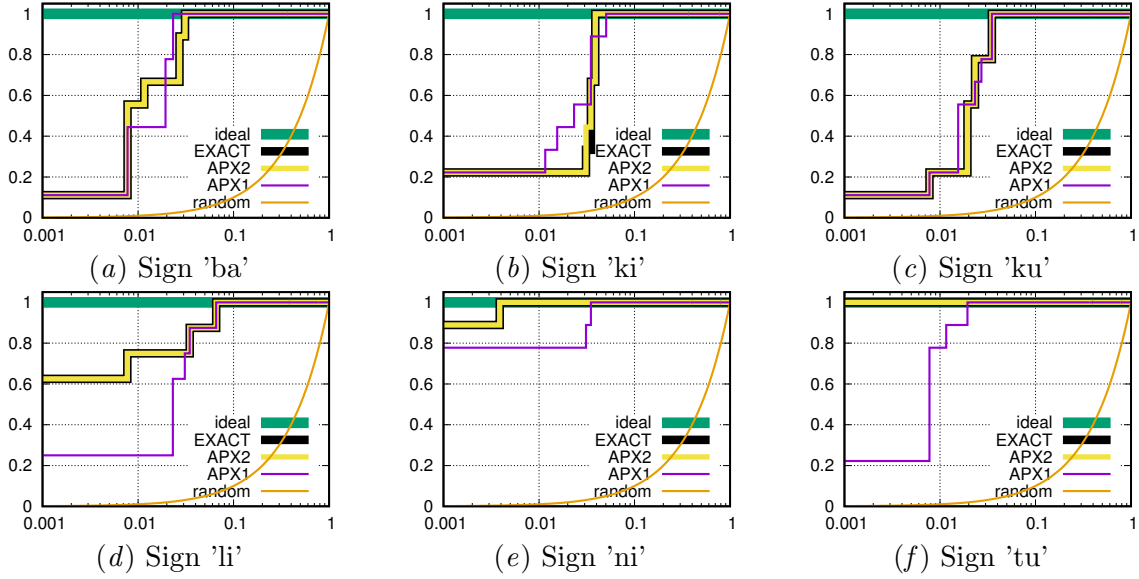 1
0.8
0.6
0.4
0.2
0
ideal
EXACT
APX2
APX1
random
0.001 0.01 0.1 1
(a) Sign 'ba'
1
0.8
0.6
0.4
0.2
0
ideal
EXACT
APX2
APX1
random
0.001 0.01 0.1 1
(b) Sign 'ki'
1
0.8
0.6
0.4
0.2
0
ideal
EXACT
APX2
APX1
random
0.001 0.01 0.1 1
(c) Sign 'ku'
1
0.8
0.6
0.4
0.2
0
ideal
EXACT
APX2
APX1
random
0.001 0.01 0.1 1
(d) Sign 'li'
1
0.8
0.6
0.4
0.2
0
ideal
EXACT
APX2
APX1
random
0.001 0.01 0.1 1
(e) Sign 'ni'
1
0.8
0.6
0.4
0.2
0
ideal
EXACT
APX2
APX1
random
0.001 0.01 0.1 1
(f) Sign 'tu'